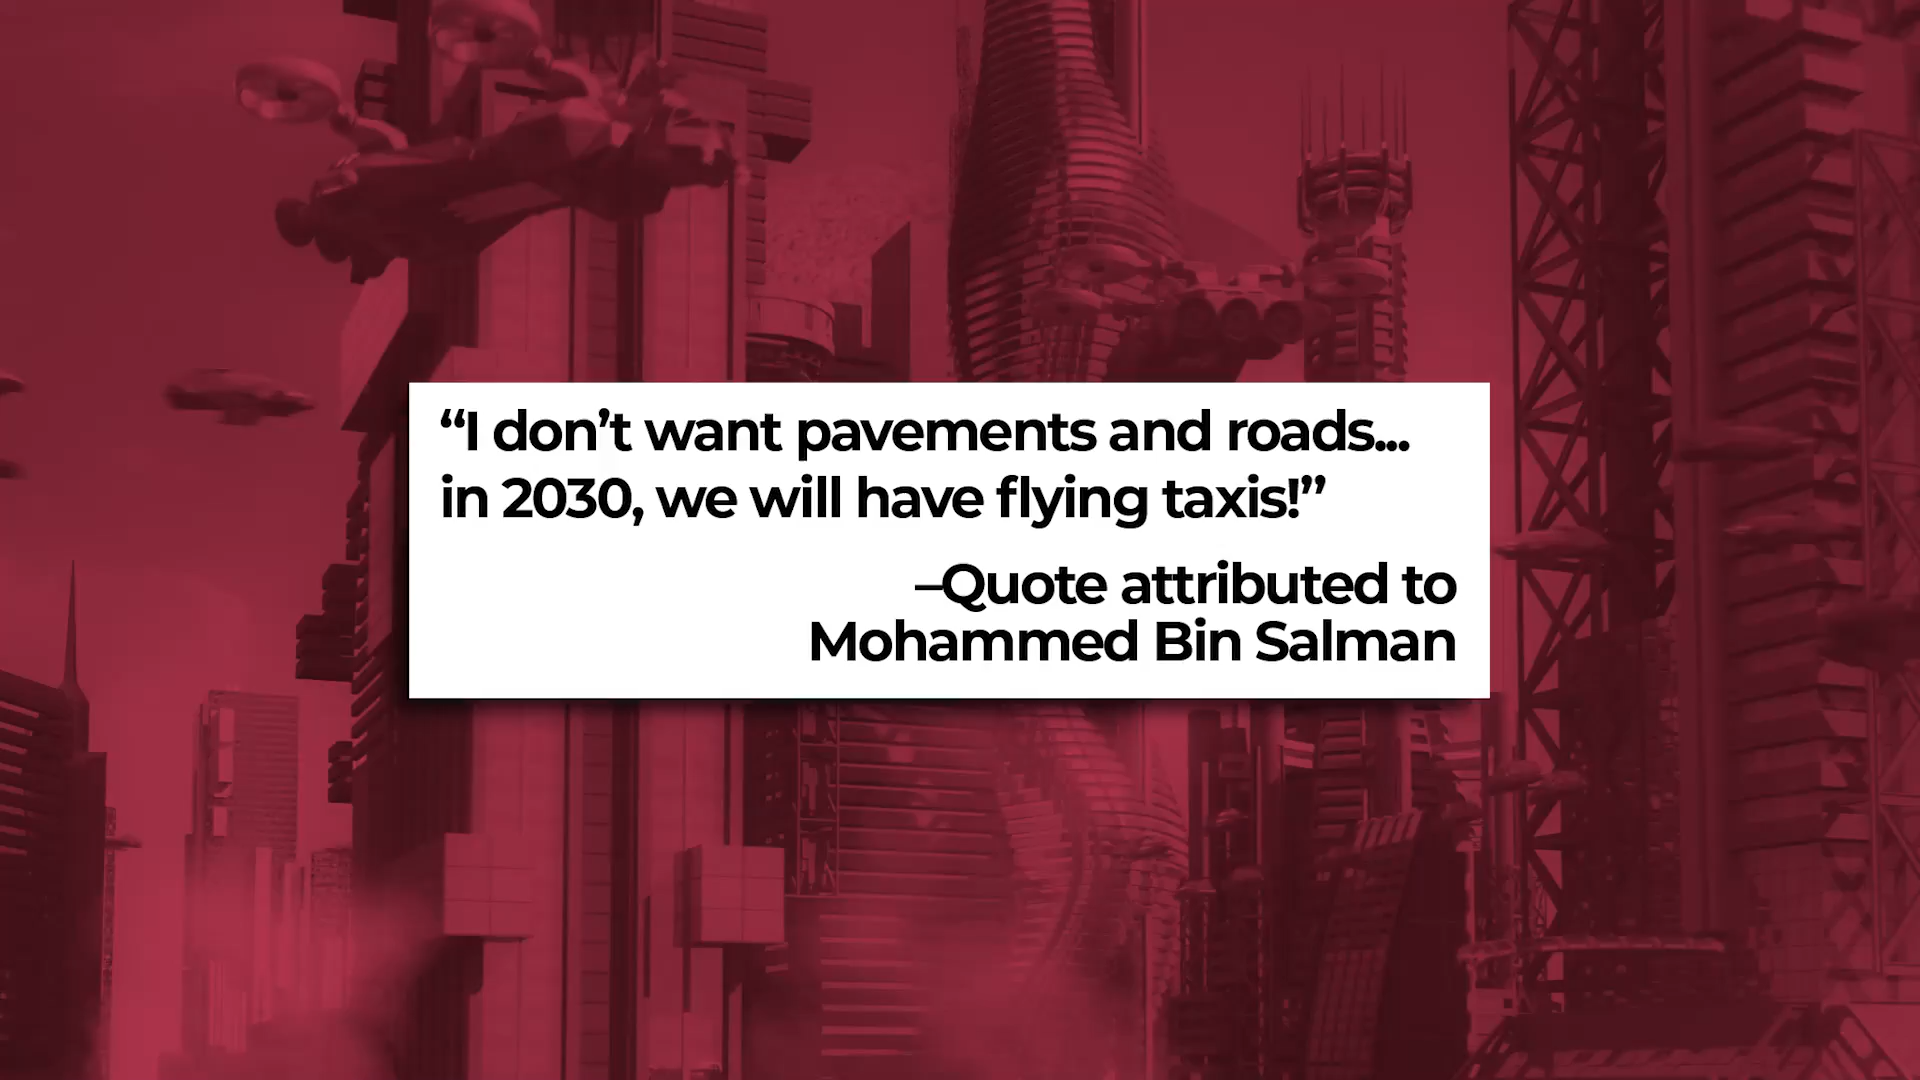 “I don’t want pavements and roads...
in 2030, we will have flying taxis!”
–Quote attributed to
Mohammed Bin Salman